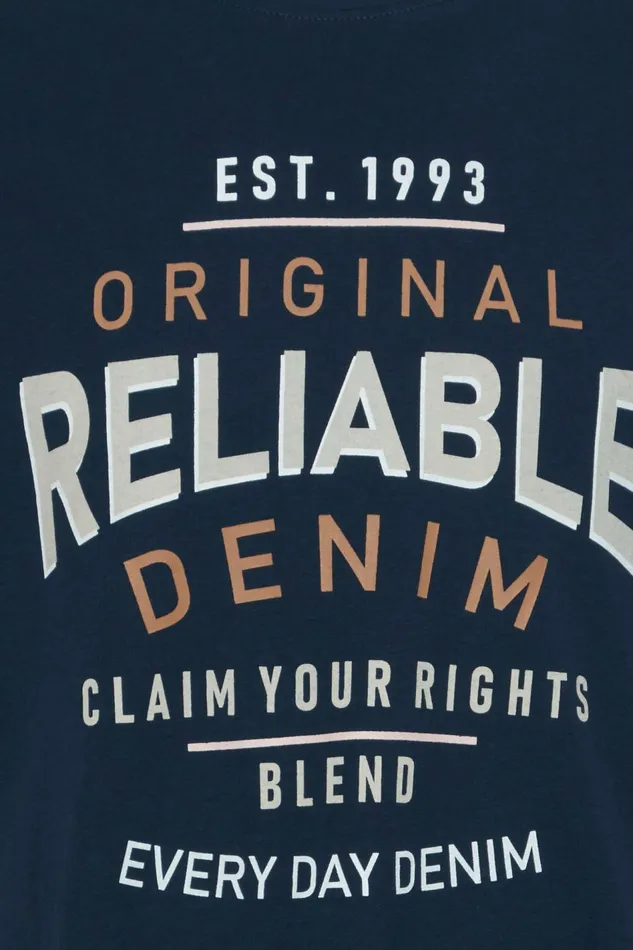 EST. 1993
ORIGINAL
RELIABLE
DENIM
CLAIM YOUR RIGHTS
BLEND
EVERY DAY DENIM